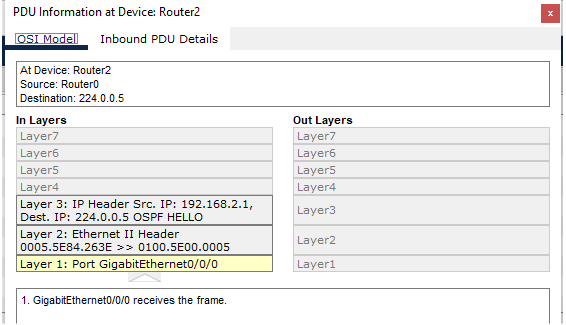 PDU Information at Device: Router2
x
OSI Model
Inbound PDU Details
At Device: Router2
Source: Router0
Destination: 224.0.0.5
In Layers
Layer7
Layer6
Layer5
Layer4
Layer 3: IP Header Src. IP: 192.168.2.1,
Dest. IP: 224.0.0.5 OSPF HELLO
Layer 2: Ethernet II Header
0005.5E84.263E >> 0100.5E00.0005
Layer 1: Port GigabitEthernet0/0/0
Out Layers
Layer7
Layer6
Layer5
Layer4
Layer3
Layer2
Layer1
1. GigabitEthernet0/0/0 receives the frame.